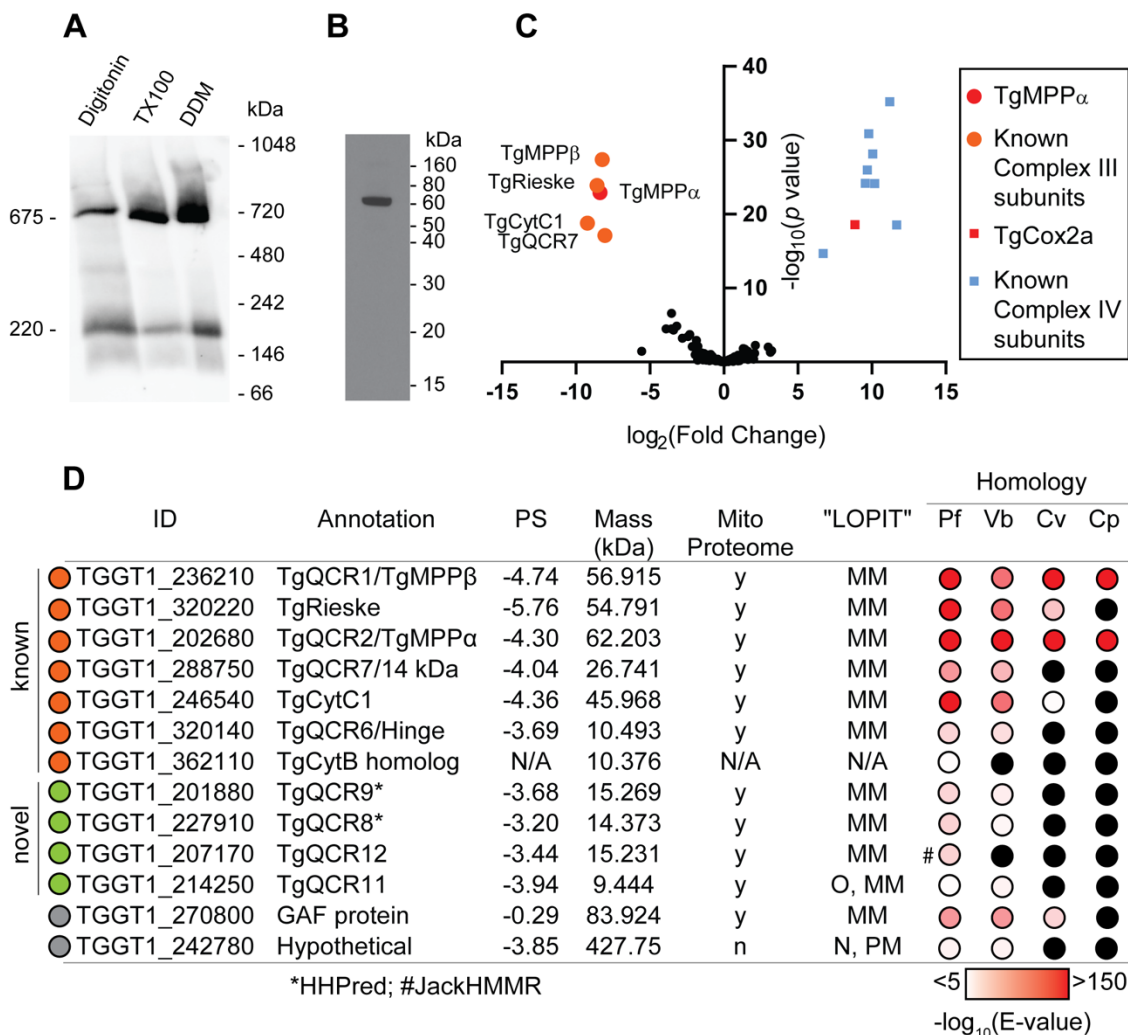 A
Digitonin
TX100
DDM
kDa
- 1048
675 -
- 720
- 480
- 242
220 -
- 146
- 66
B
kDa
- 160
- 80
- 60
- 50
- 40
- 30
- 20
- 15
C
40
30
20
10
-log10(p value)
TgMPPβ
TgRieske
TgMPPα
TgCytC1
TgQCR7
-15 -10 -5 0 5 10 15
log2(Fold Change)
TgMPPα
Known
Complex III
subunits
TgCox2a
Known
Complex IV
subunits
D
Homology
ID Annotation PS Mass (kDa) Mito Proteome "LOPIT" Pf Vb Cv Cp
known
TGGT1_236210 TgQCR1/TgMPPβ -4.74 56.915 y MM
TGGT1_320220 TgRieske -5.76 54.791 y MM
TGGT1_202680 TgQCR2/TgMPPα -4.30 62.203 y MM
TGGT1_288750 TgQCR7/14 kDa -4.04 26.741 y MM
TGGT1_246540 TgCytC1 -4.36 45.968 y MM
TGGT1_320140 TgQCR6/Hinge -3.69 10.493 y MM
TGGT1_362110 TgCytB homolog N/A 10.376 N/A N/A
novel
TGGT1_201880 TgQCR9* -3.68 15.269 y MM
TGGT1_227910 TgQCR8* -3.20 14.373 y MM
TGGT1_207170 TgQCR12 -3.44 15.231 y MM #
TGGT1_214250 TgQCR11 -3.94 9.444 y O, MM
TGGT1_270800 GAF protein -0.29 83.924 y MM
TGGT1_242780 Hypothetical -3.85 427.75 n N, PM
*HHPred; #JackHMMR
<5 >150
-log10(E-value)